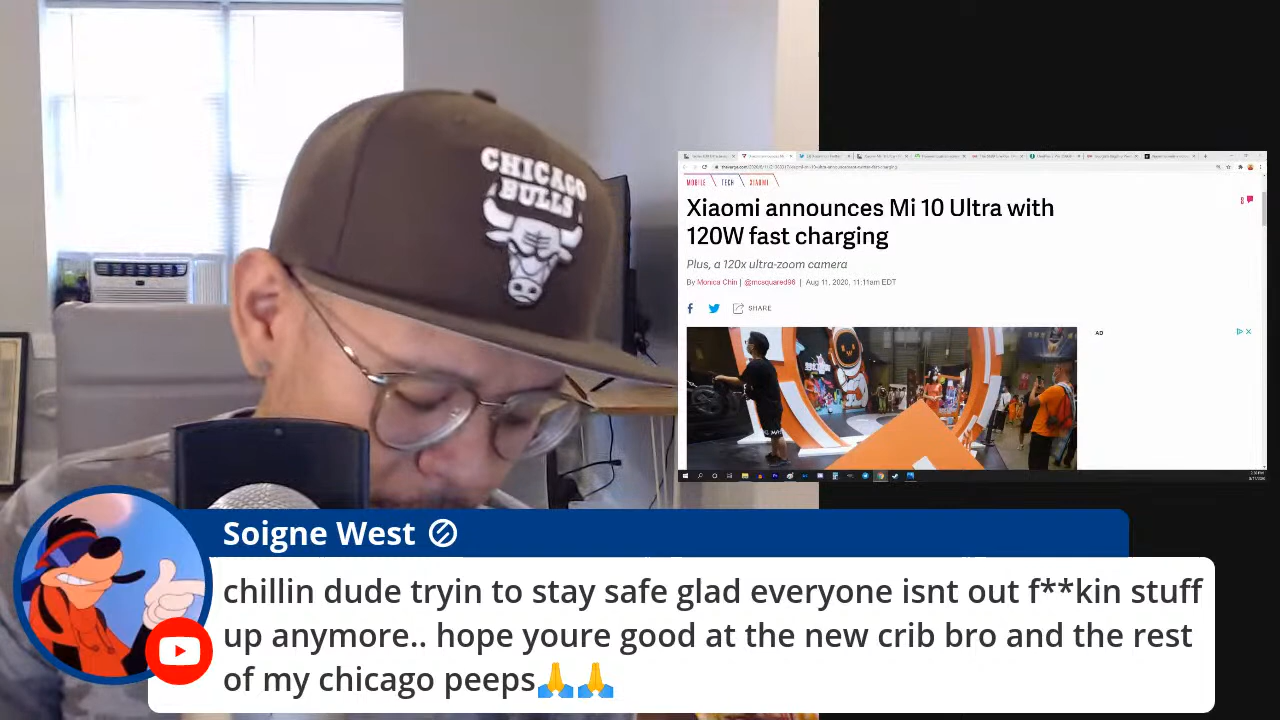 CHICAGO
BULLS
MOBILE TECH XIAOMI
Xiaomi announces Mi 10 Ultra with
120W fast charging
Plus, a 120x ultra-zoom camera
By Monica Chin | @mcsquared96 | Aug 11, 2020, 11:11am EDT
SHARE
AD
Soigne West
chillin dude tryin to stay safe glad everyone isnt out f**kin stuff
up anymore.. hope youre good at the new crib bro and the rest
of my chicago peeps🙏🙏